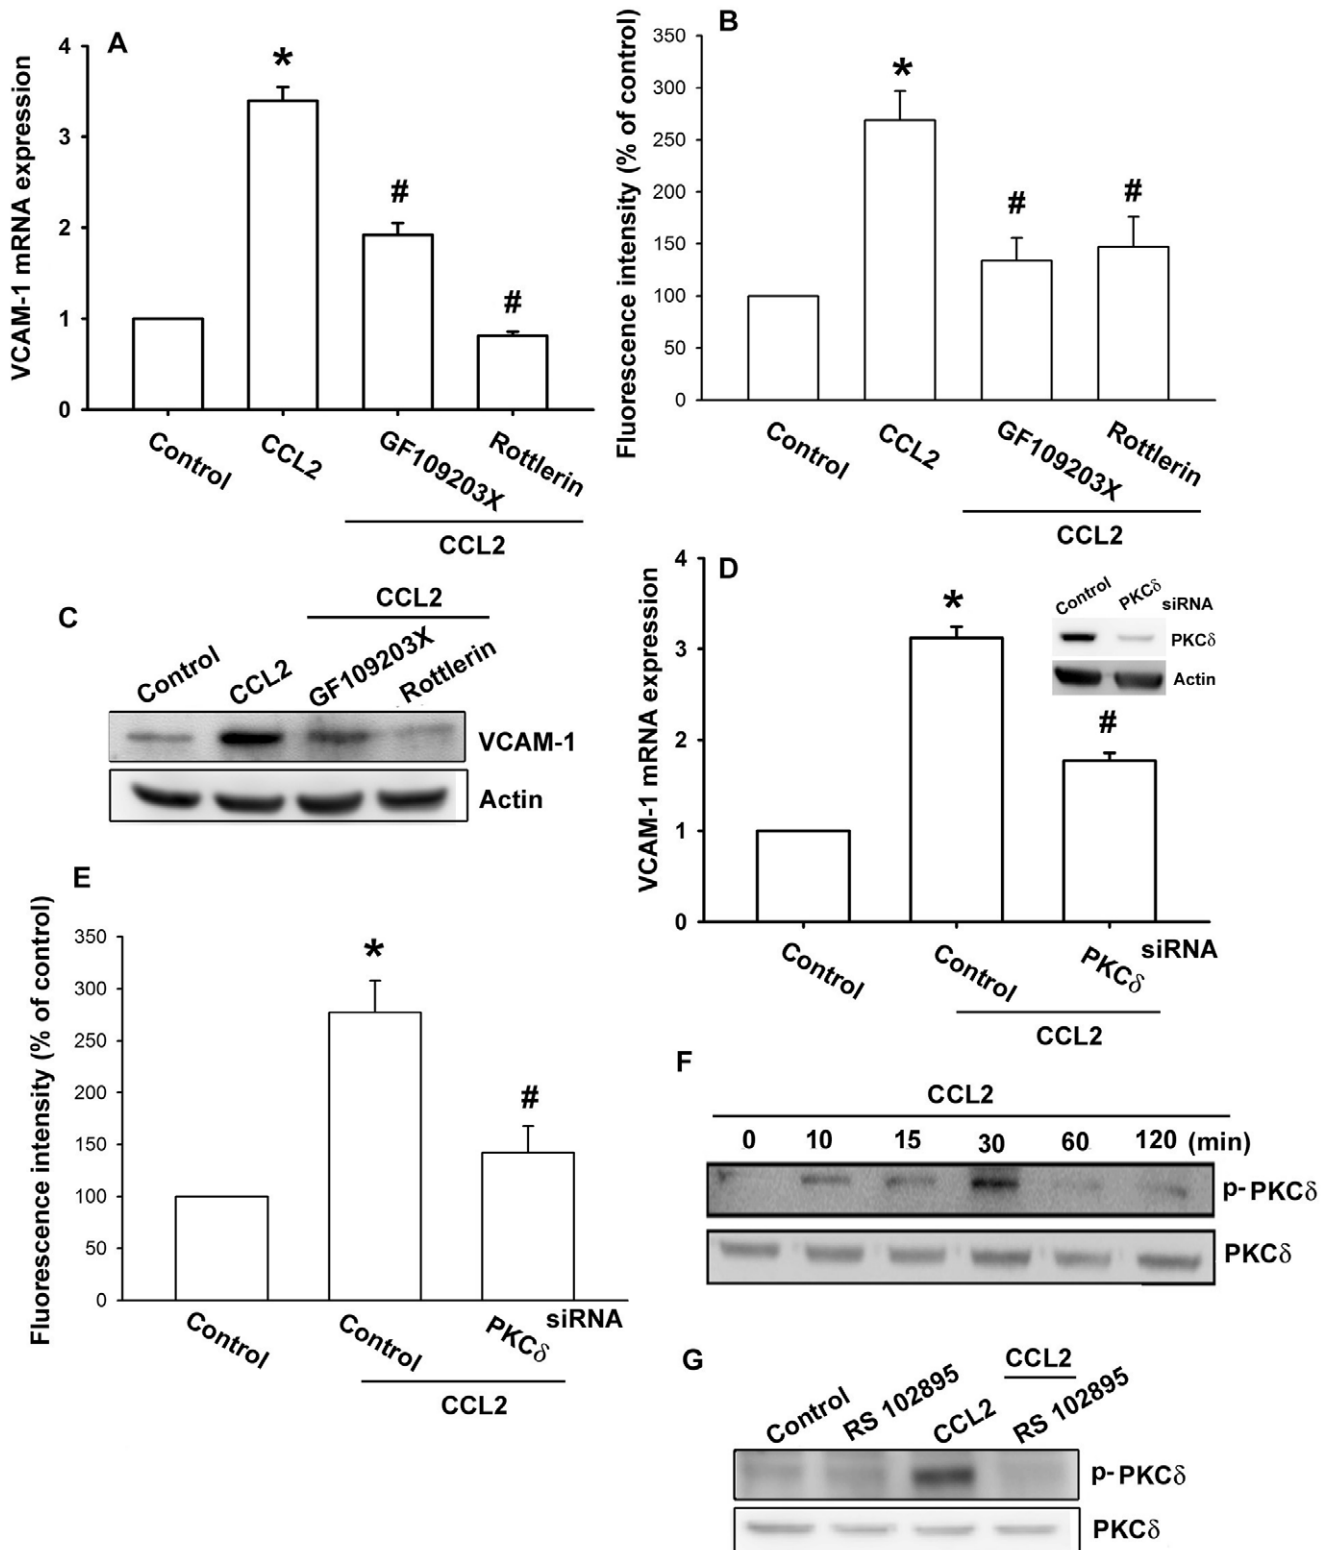 A
VCAM-1 mRNA expression
4
3
2
1
0
*
#
#
Control
CCL2
GF109203X
Rottlerin
CCL2
B
Fluorescence intensity (% of control)
350
300
250
200
150
100
50
0
*
#
#
Control
CCL2
GF109203X
Rottlerin
CCL2
C
CCL2
Control
CCL2
GF109203X
Rottlerin
VCAM-1
Actin
D
VCAM-1 mRNA expression
4
3
2
1
0
*
#
Control
PKCδ
siRNA
PKCδ
Actin
Control
Control
PKCδ
siRNA
CCL2
E
Fluorescence intensity (% of control)
350
300
250
200
150
100
50
0
*
#
Control
Control
PKCδ
siRNA
CCL2
F
CCL2
0 10 15 30 60 120 (min)
p-PKCδ
PKCδ
G
CCL2
Control
RS 102895
CCL2
RS 102895
p-PKCδ
PKCδ